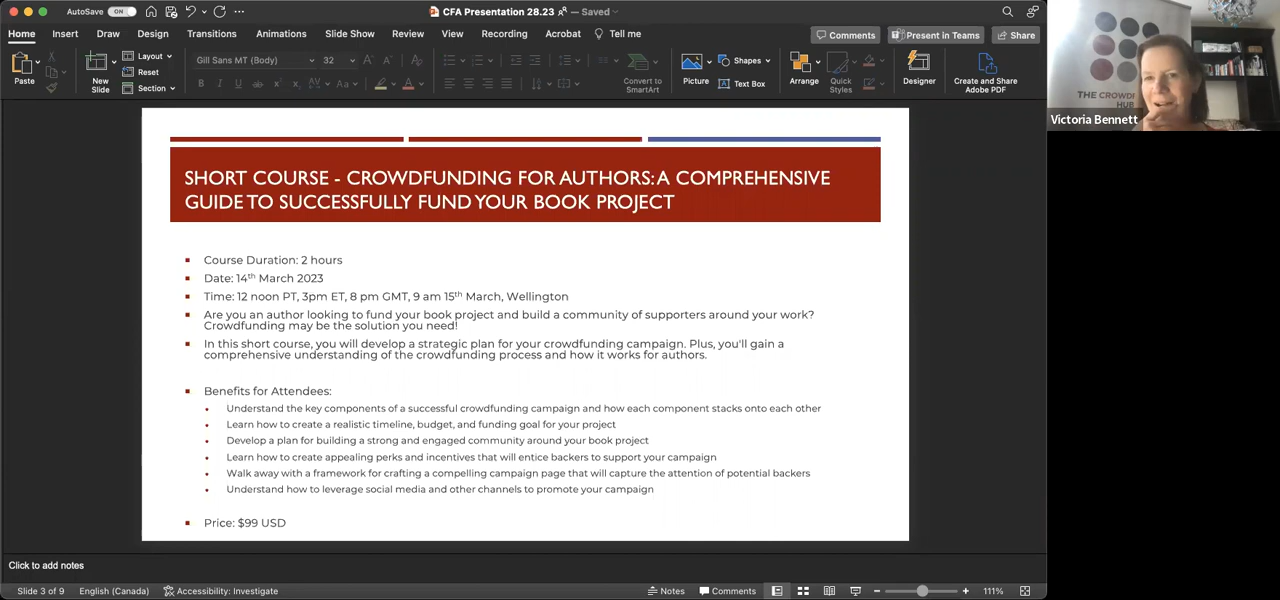 AutoSave ON
CFA Presentation 28.23 — Saved
Home Insert Draw Design Transitions Animations Slide Show Review View Recording Acrobat Tell me
Comments Present in Teams Share
Paste
New Slide
Layout
Reset
Section
Gill Sans MT (Body) 32
Convert to SmartArt
Picture
Shapes
Text Box
Arrange
Quick Styles
Designer
Create and Share Adobe PDF
THE CROWDF
HUB
Victoria Bennett
SHORT COURSE - CROWDFUNDING FOR AUTHORS: A COMPREHENSIVE
GUIDE TO SUCCESSFULLY FUND YOUR BOOK PROJECT
Course Duration: 2 hours
Date: 14th March 2023
Time: 12 noon PT, 3pm ET, 8 pm GMT, 9 am 15th March, Wellington
Are you an author looking to fund your book project and build a community of supporters around your work?
Crowdfunding may be the solution you need!
In this short course, you will develop a strategic plan for your crowdfunding campaign. Plus, you'll gain a
comprehensive understanding of the crowdfunding process and how it works for authors.
Benefits for Attendees:
Understand the key components of a successful crowdfunding campaign and how each component stacks onto each other
Learn how to create a realistic timeline, budget, and funding goal for your project
Develop a plan for building a strong and engaged community around your book project
Learn how to create appealing perks and incentives that will entice backers to support your campaign
Walk away with a framework for crafting a compelling campaign page that will capture the attention of potential backers
Understand how to leverage social media and other channels to promote your campaign
Price: $99 USD
Click to add notes
Slide 3 of 9 English (Canada) Accessibility: Investigate Notes Comments 111%